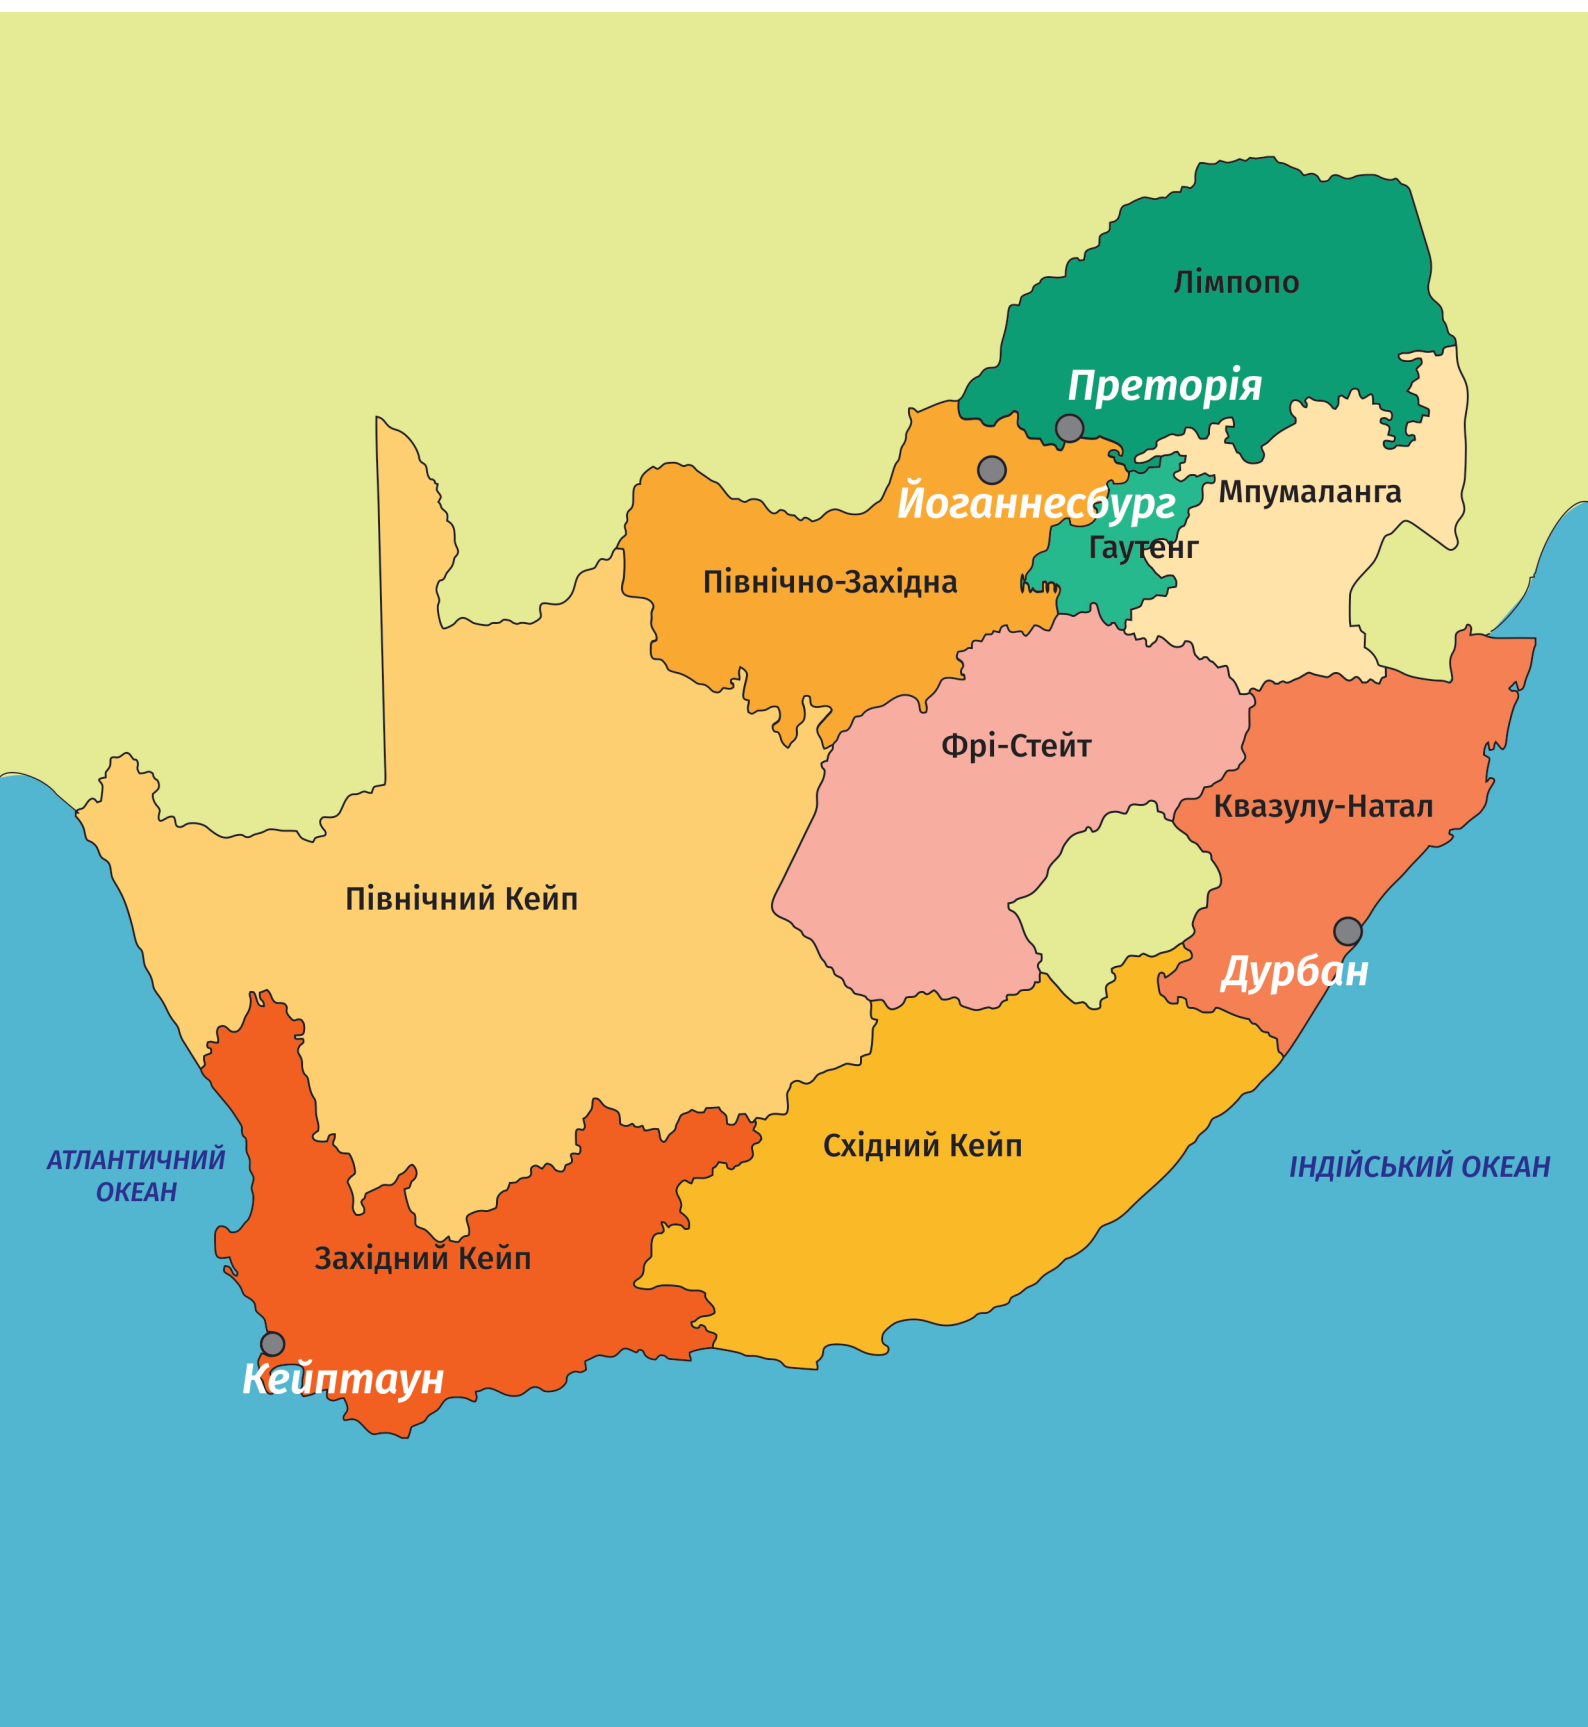 Лімпопо
Преторія
Мпумаланга
Йоганнесбург
Гаутенг
Північно-Західна
Фрі-Стейт
Квазулу-Натал
Північний Кейп
Дурбан
Східний Кейп
АТЛАНТИЧНИЙ
ОКЕАН
ІНДІЙСЬКИЙ ОКЕАН
Західний Кейп
Кейптаун